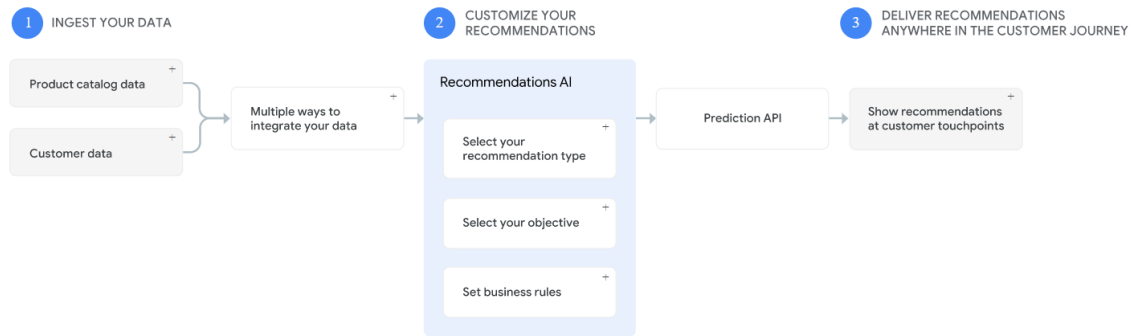 1 INGEST YOUR DATA
2 CUSTOMIZE YOUR
RECOMMENDATIONS
3 DELIVER RECOMMENDATIONS
ANYWHERE IN THE CUSTOMER JOURNEY
Product catalog data +
Customer data +
Multiple ways to +
integrate your data
Recommendations AI
Select your +
recommendation type
Select your objective +
Set business rules +
Prediction API
Show recommendations +
at customer touchpoints